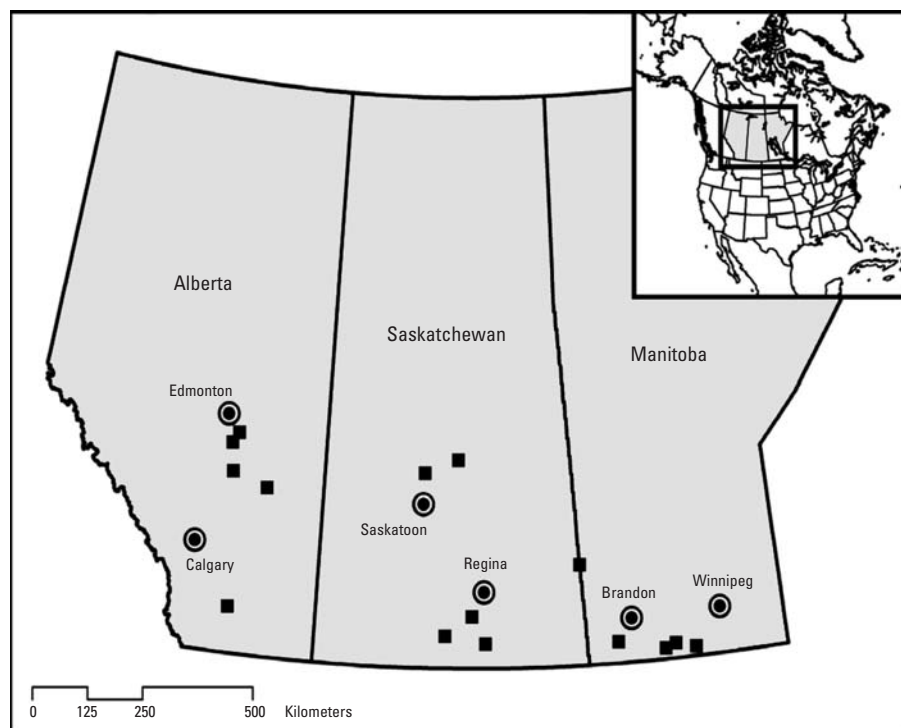 Alberta
Saskatchewan
Manitoba
Edmonton
Saskatoon
Calgary
Regina
Brandon
Winnipeg
0 125 250 500 Kilometers